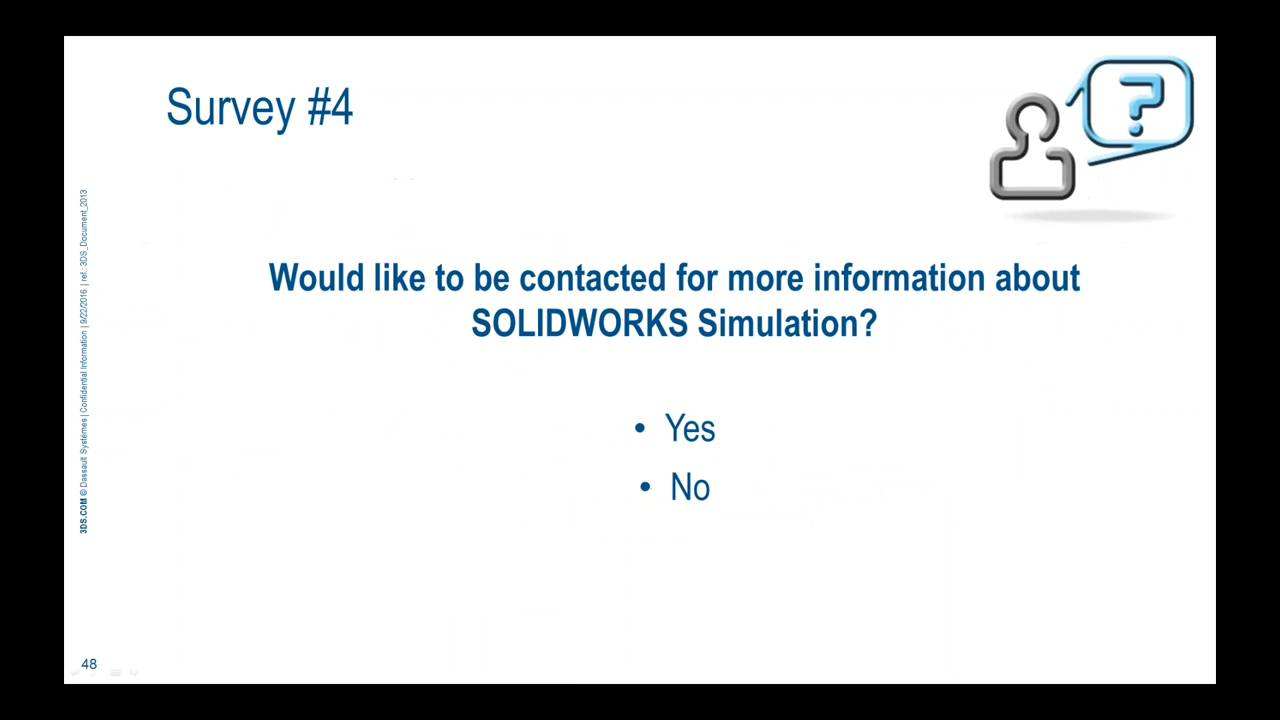 Survey #4
?
Would like to be contacted for more information about
SOLIDWORKS Simulation?
• Yes
• No
3DS.COM © Dassault Systèmes | Confidential Information | 9/22/2016 | ref.: 3DS_Document_2013
48